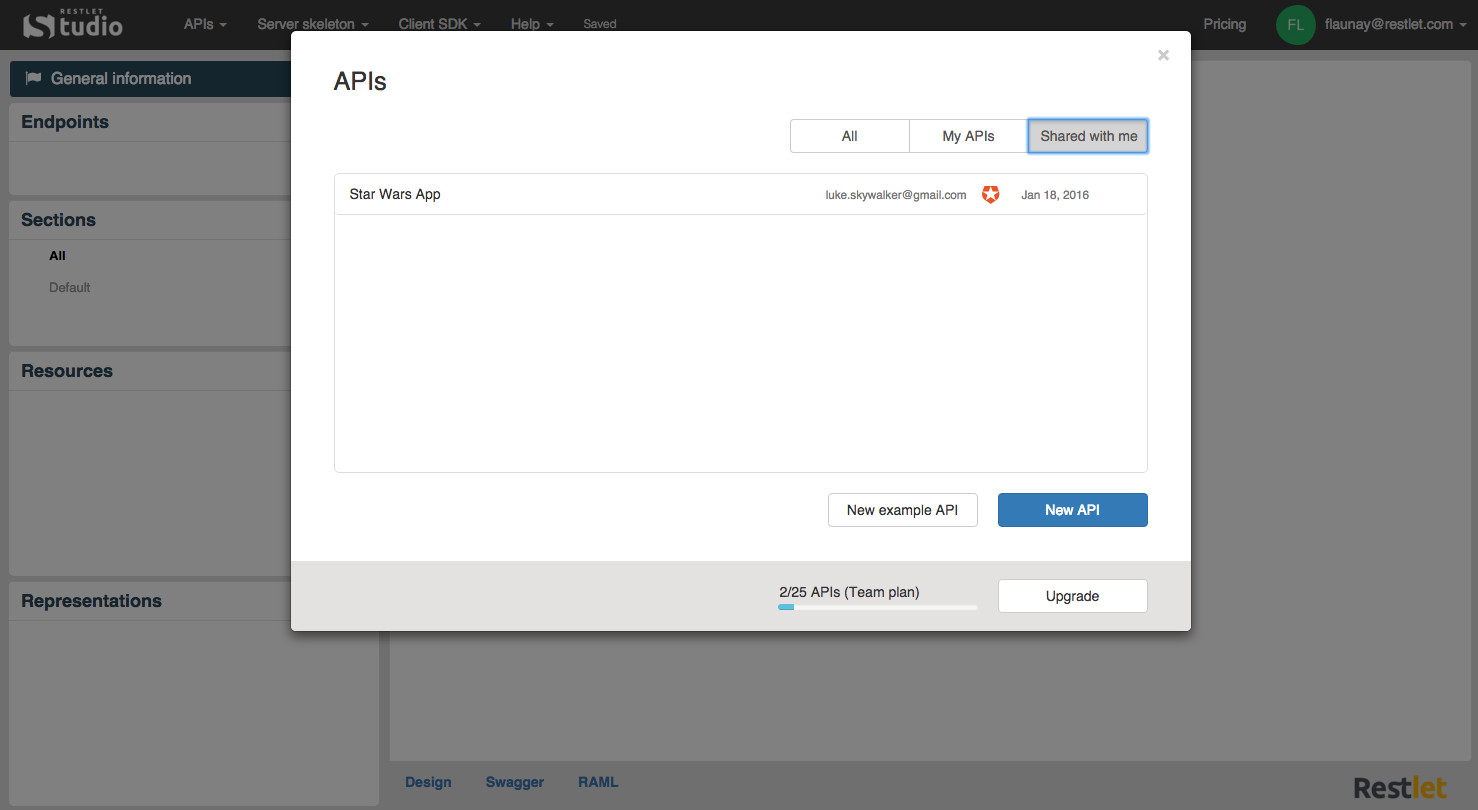 RESTLET
Studio
APIs
Server skeleton
Client SDK
Help
Saved
Pricing
FL
flaunay@restlet.com
General information
Endpoints
Sections
All
Default
Resources
Representations
×
APIs
All
My APIs
Shared with me
Star Wars App
luke.skywalker@gmail.com
Jan 18, 2016
New example API
New API
2/25 APIs (Team plan)
Upgrade
Design
Swagger
RAML
Restlet